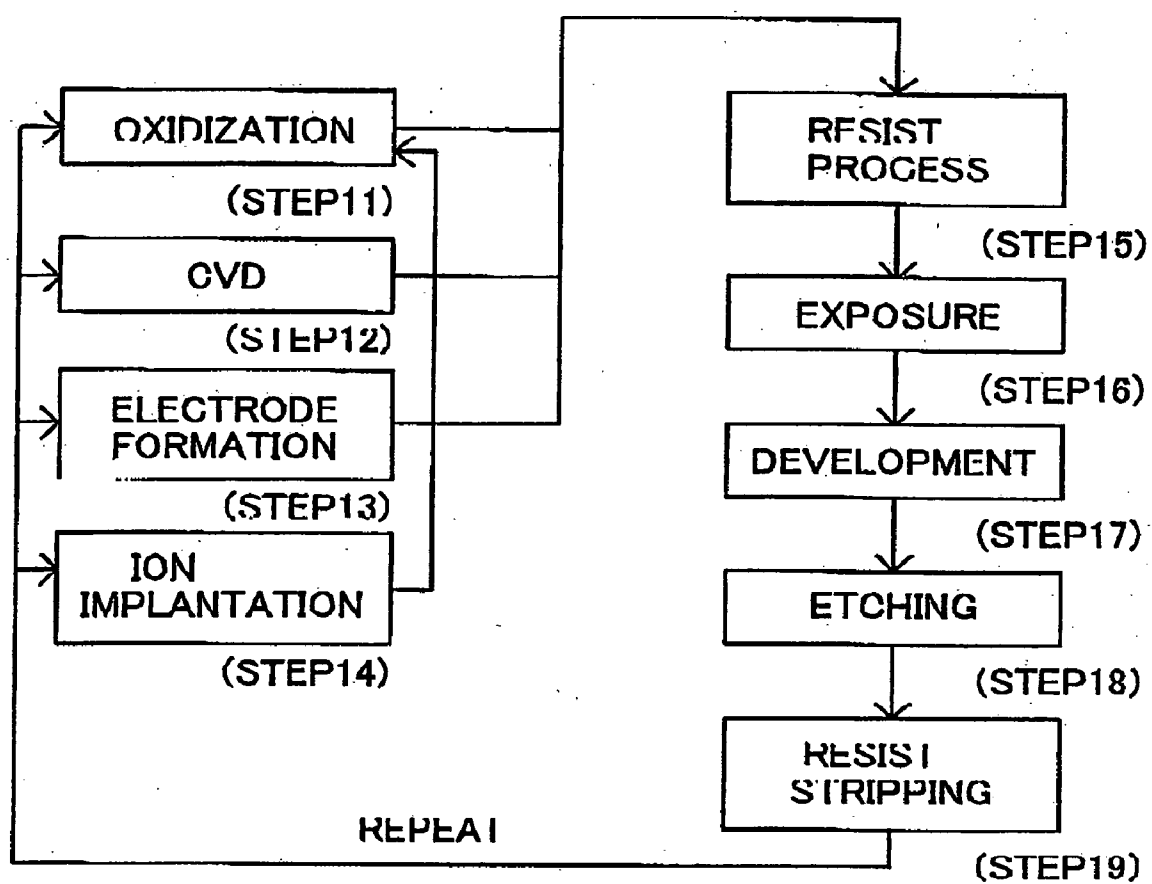 OXIDIZATION
(STEP11)
CVD
(STEP12)
ELECTRODE
FORMATION
(STEP13)
ION
IMPLANTATION
(STEP14)
RESIST
PROCESS
(STEP15)
EXPOSURE
(STEP16)
DEVELOPMENT
(STEP17)
ETCHING
(STEP18)
RESIST
STRIPPING
(STEP19)
REPEAT